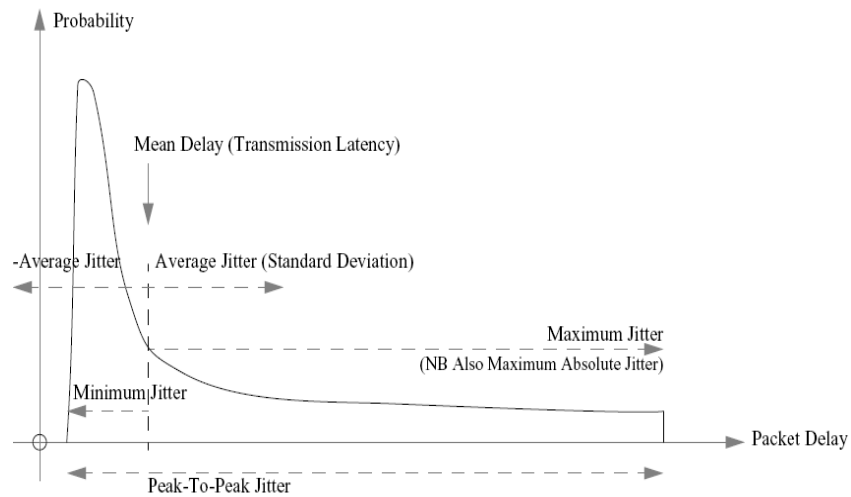 Probability
Mean Delay (Transmission Latency)
-Average Jitter
Average Jitter (Standard Deviation)
Maximum Jitter
(NB Also Maximum Absolute Jitter)
Minimum Jitter
Packet Delay
Peak-To-Peak Jitter